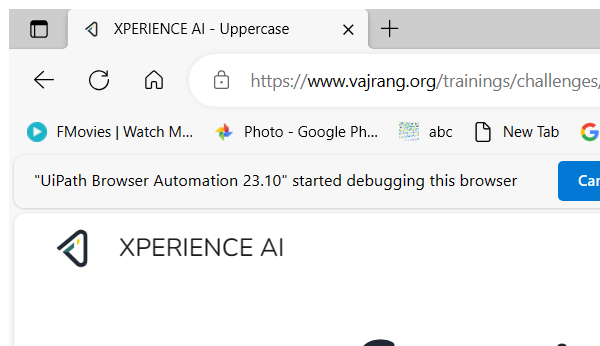 XPERIENCE AI - Uppercase
https://www.vajrang.org/trainings/challenges/
FMovies | Watch M... Photo - Google Ph... abc New Tab
"UiPath Browser Automation 23.10" started debugging this browser
XPERIENCE AI